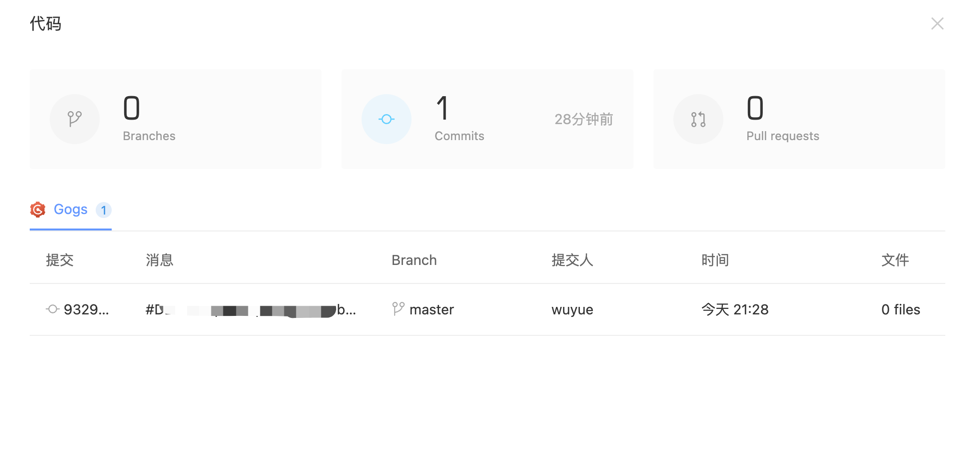 代码
0
Branches
1
Commits
28分钟前
0
Pull requests
Gogs 1
提交 消息 Branch 提交人 时间 文件
9329... b... master wuyue 今天 21:28 0 files